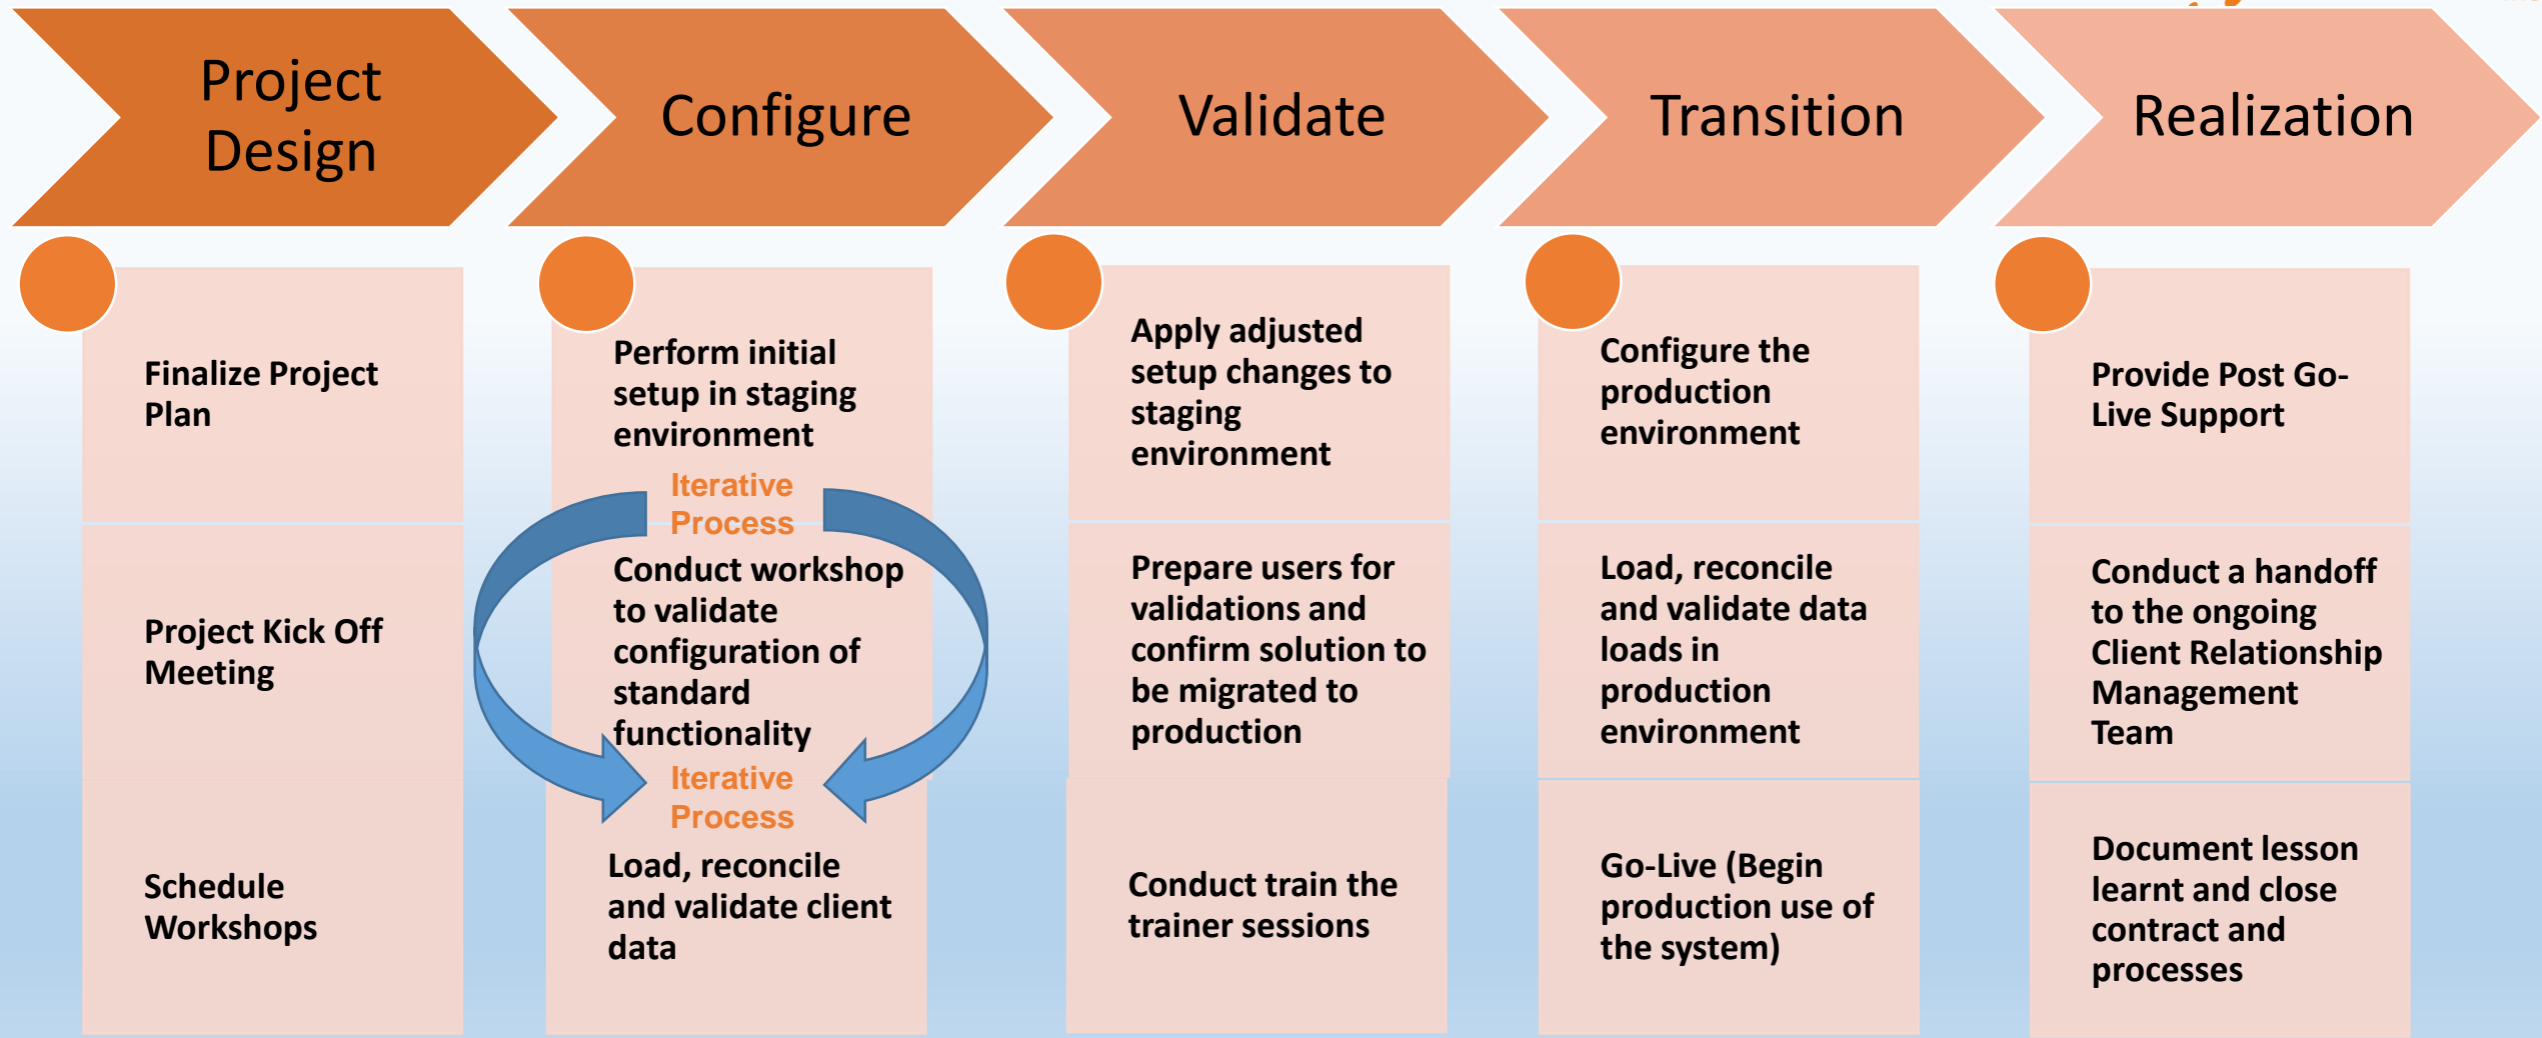 Project
Design
Configure
Validate
Transition
Realization
Finalize Project
Plan
Project Kick Off
Meeting
Schedule
Workshops
Perform initial
setup in staging
environment
Iterative
Process
Conduct workshop
to validate
configuration of
standard
functionality
Iterative
Process
Load, reconcile
and validate client
data
Apply adjusted
setup changes to
staging
environment
Prepare users for
validations and
confirm solution to
be migrated to
production
Conduct train the
trainer sessions
Configure the
production
environment
Load, reconcile
and validate data
loads in
production
environment
Go-Live (Begin
production use of
the system)
Provide Post Go-
Live Support
Conduct a handoff
to the ongoing
Client Relationship
Management
Team
Document lesson
learnt and close
contract and
processes